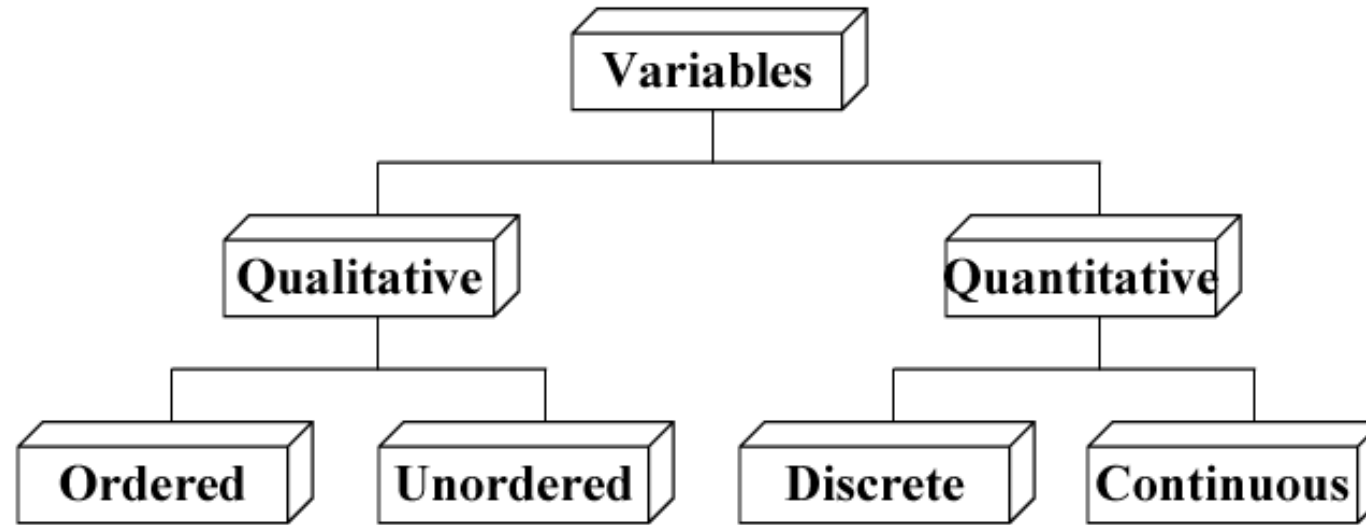 Variables
Qualitative
Quantitative
Ordered
Unordered
Discrete
Continuous